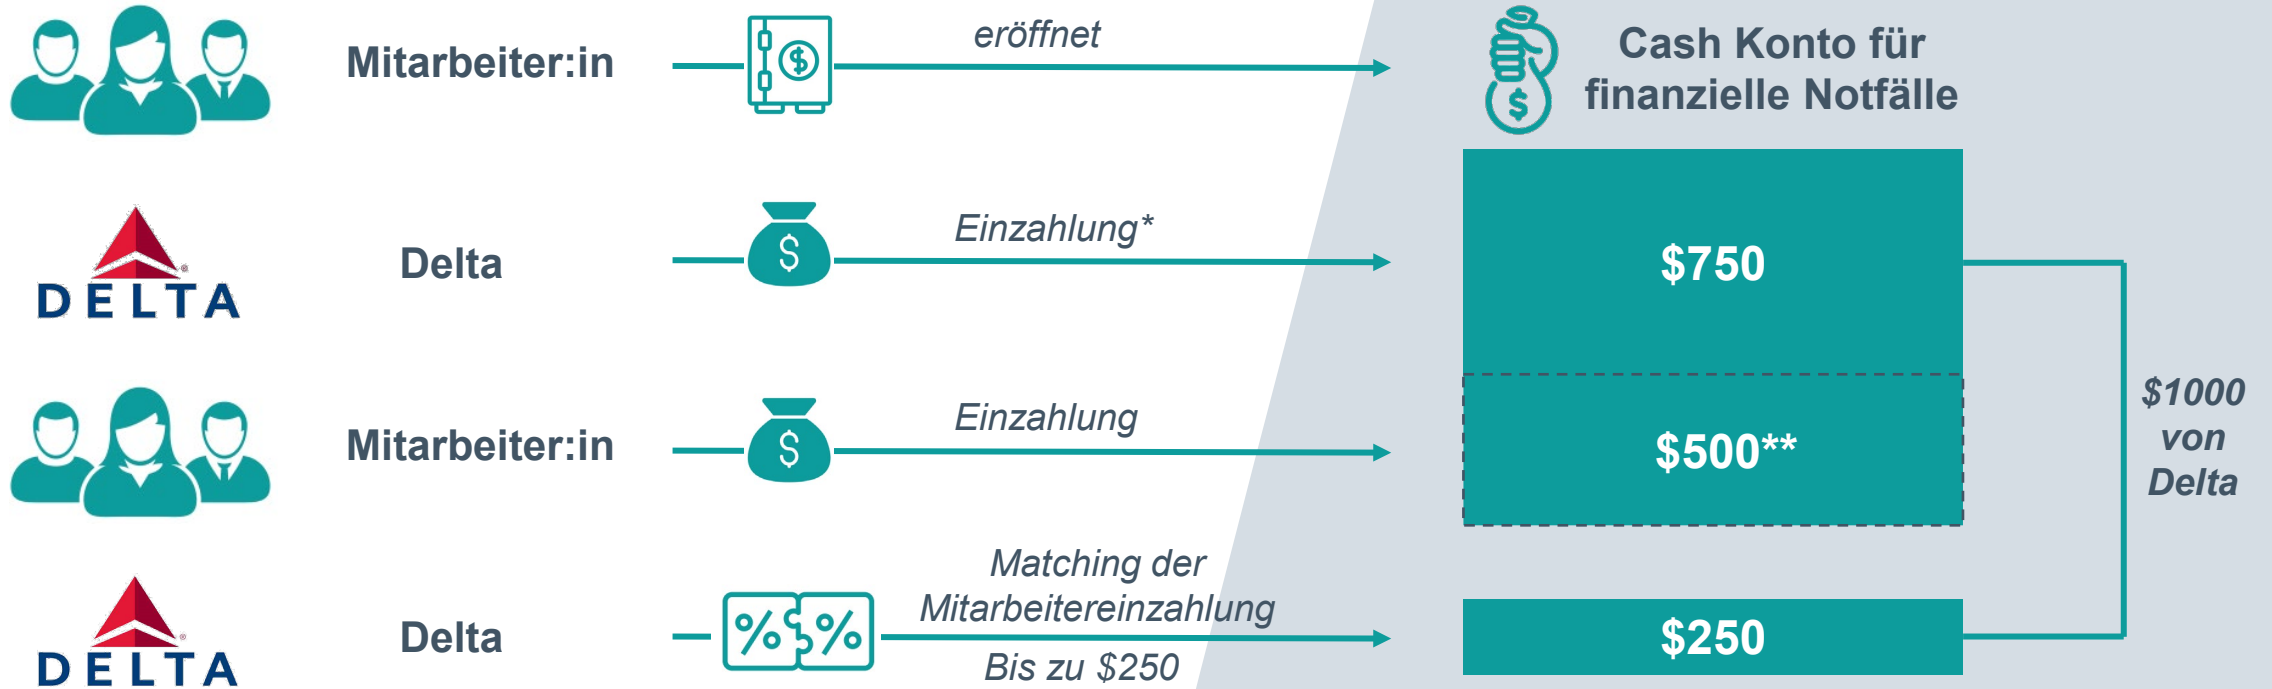 Mitarbeiter:in
eröffnet
Cash Konto für
finanzielle Notfälle
DELTA
Delta
Einzahlung*
$750
Mitarbeiter:in
Einzahlung
$500**
$1000
von
Delta
DELTA
Delta
Matching der
Mitarbeitereinzahlung
Bis zu $250
$250